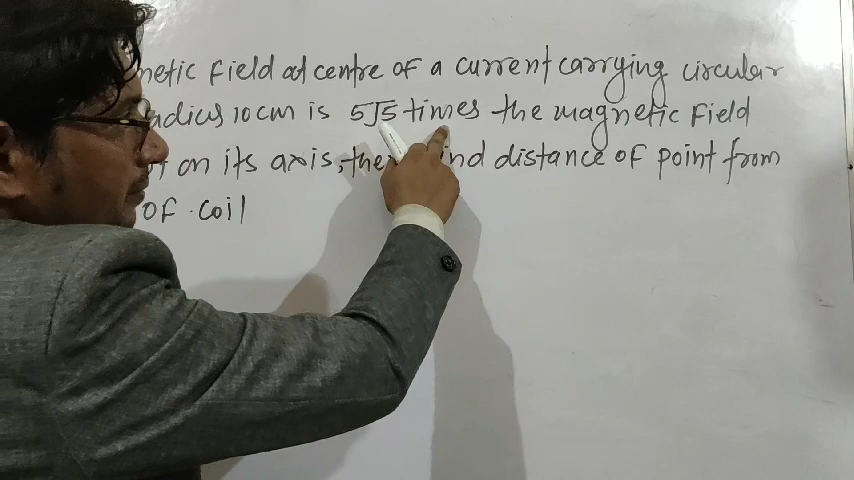 netic Field at centre of a current carrying circular
adius 10 cm is 5√5 times the magnetic Field
on its axis, the ind distance of point from
of coil